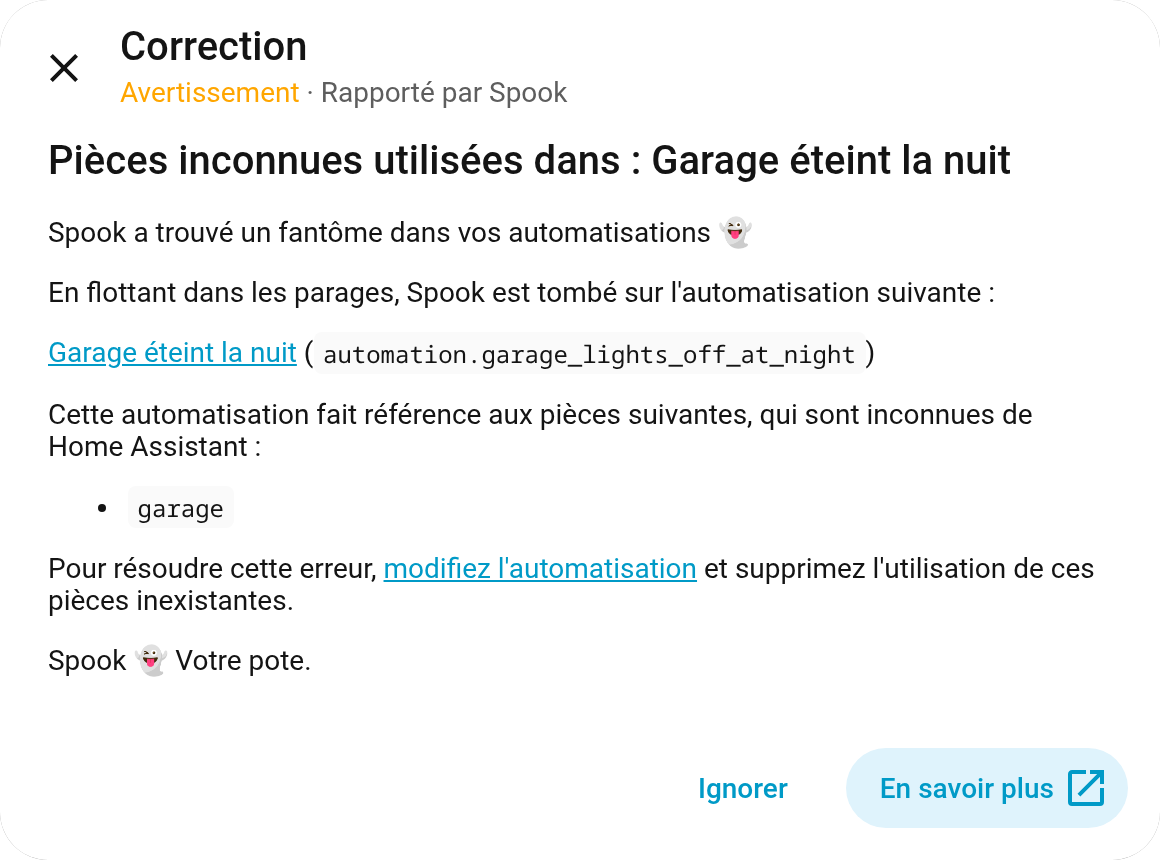 Correction
Avertissement · Rapporté par Spook
Pièces inconnues utilisées dans : Garage éteint la nuit
Spook a trouvé un fantôme dans vos automatisations 👻
En flottant dans les parages, Spook est tombé sur l'automatisation suivante :
Garage éteint la nuit ( automation.garage_lights_off_at_night )
Cette automatisation fait référence aux pièces suivantes, qui sont inconnues de
Home Assistant :
• garage
Pour résoudre cette erreur, modifiez l'automatisation et supprimez l'utilisation de ces
pièces inexistantes.
Spook 👻 Votre pote.
Ignorer
En savoir plus